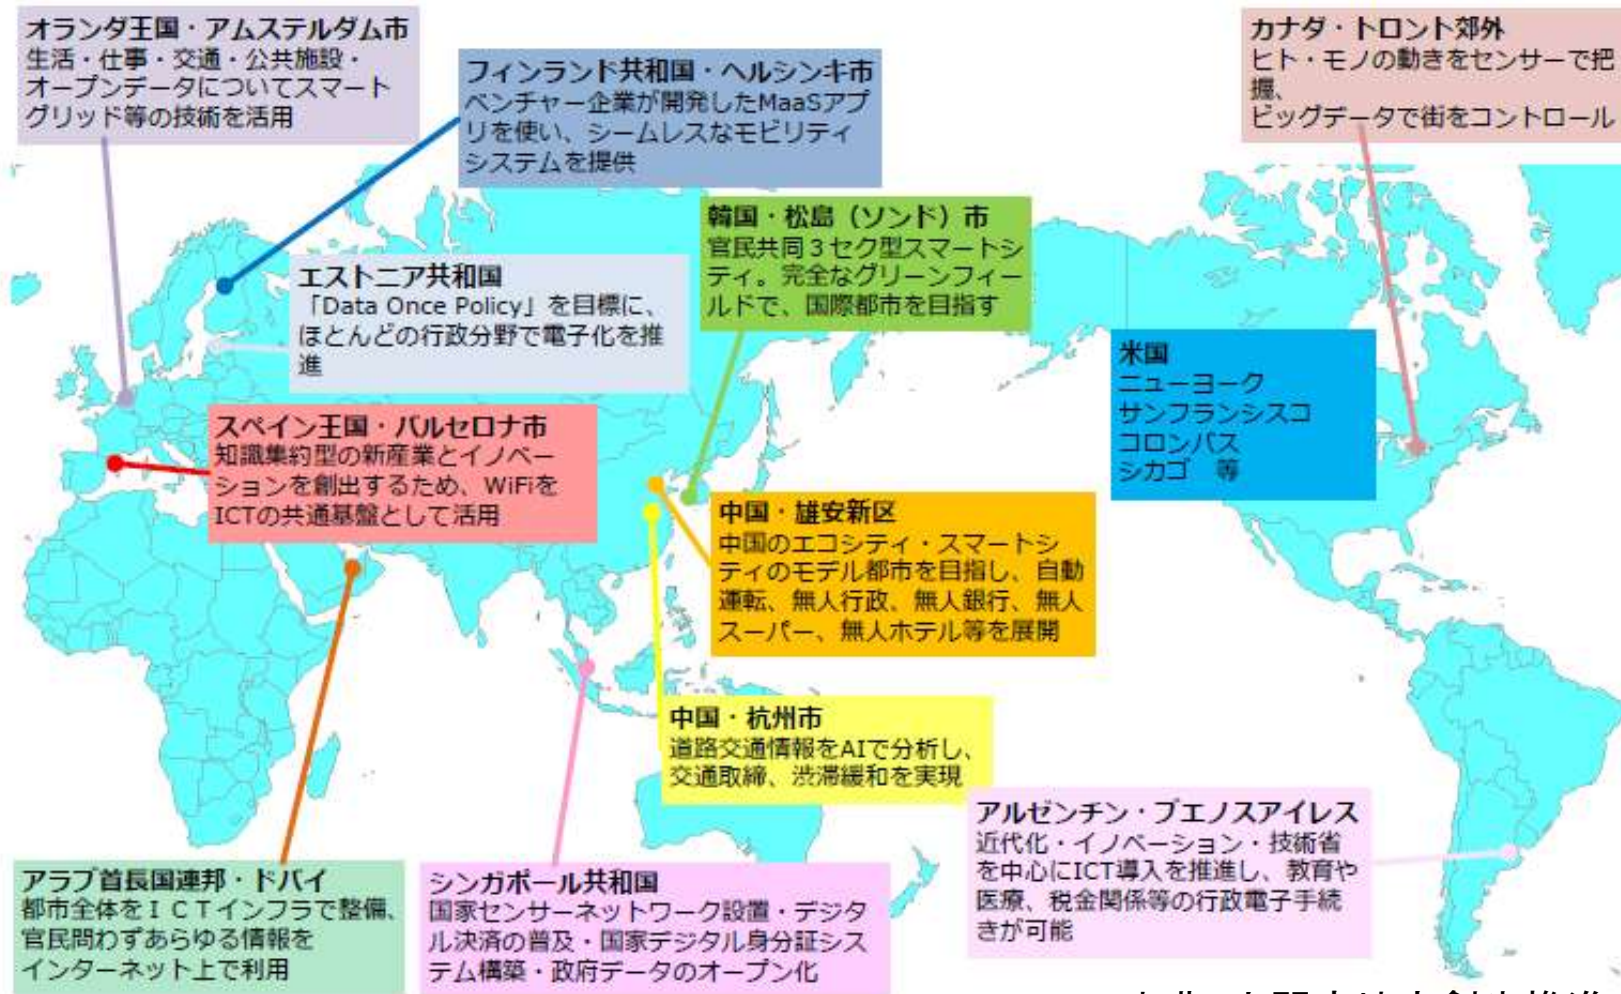 オランダ王国・アムステルダム市
生活・仕事・交通・公共施設・
オープンデータについてスマート
グリッド等の技術を活用
フィンランド共和国・ヘルシンキ市
ベンチャー企業が開発したMaaSアプ
リを使い、シームレスなモビリティ
システムを提供
カナダ・トロント郊外
ヒト・モノの動きをセンサーで把
握、
ビッグデータで街をコントロール
韓国・松島（ソンド）市
官民共同３セク型スマートシ
ティ。完全なグリーンフィー
ルドで、国際都市を目指す
エストニア共和国
「Data Once Policy」を目標に、
ほとんどの行政分野で電子化を推
進
米国
ニューヨーク
サンフランシスコ
コロンバス
シカゴ　等
スペイン王国・バルセロナ市
知識集約型の新産業とイノベー
ションを創出するため、WiFiを
ICTの共通基盤として活用
中国・雄安新区
中国のエコシティ・スマートシ
ティのモデル都市を目指し、自動
運転、無人行政、無人銀行、無人
スーパー、無人ホテル等を展開
中国・杭州市
道路交通情報をAIで分析し、
交通取締、渋滞緩和を実現
アルゼンチン・ブエノスアイレス
近代化・イノベーション・技術省
を中心にICT導入を推進し、教育や
医療、税金関係等の行政電子手続
きが可能
アラブ首長国連邦・ドバイ
都市全体をＩＣＴインフラで整備、
官民問わずあらゆる情報を
インターネット上で利用
シンガポール共和国
国家センサーネットワーク設置・デジタ
ル決済の普及・国家デジタル身分証シス
テム構築・政府データのオープン化